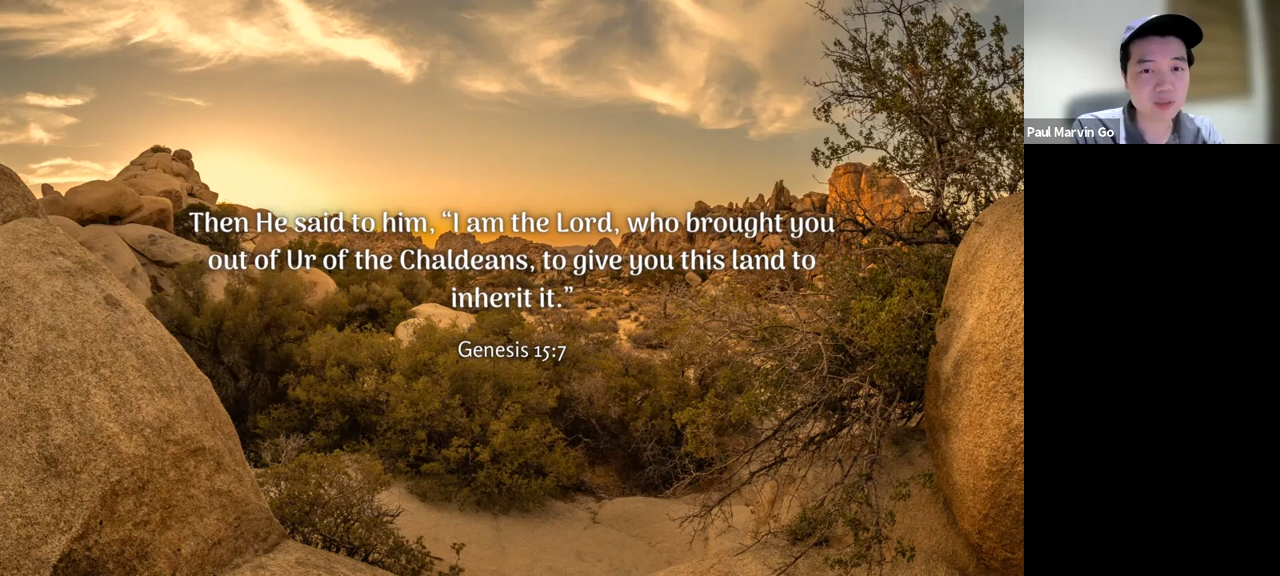 Then He said to him, “I am the Lord, who brought you
out of Ur of the Chaldeans, to give you this land to
inherit it.”
Genesis 15:7
Paul Marvin Go